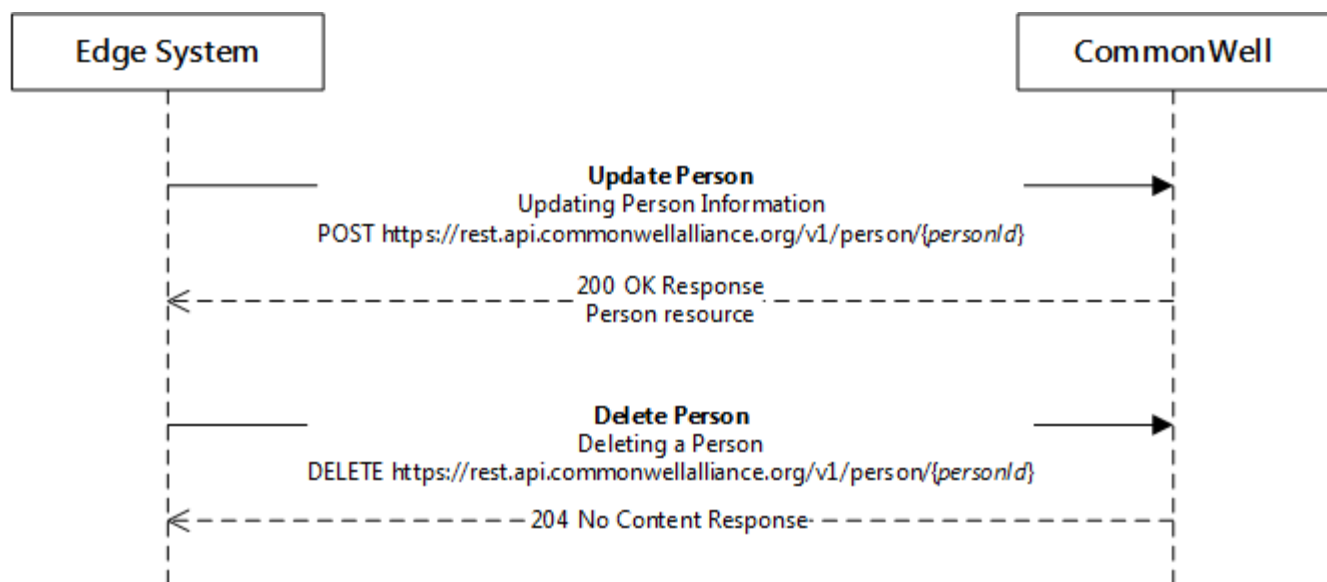 Edge System
CommonWell
Update Person
Updating Person Information
POST https://rest.api.commonwellalliance.org/v1/person/{personId}
200 OK Response
Person resource
Delete Person
Deleting a Person
DELETE https://rest.api.commonwellalliance.org/v1/person/{personId}
204 No Content Response